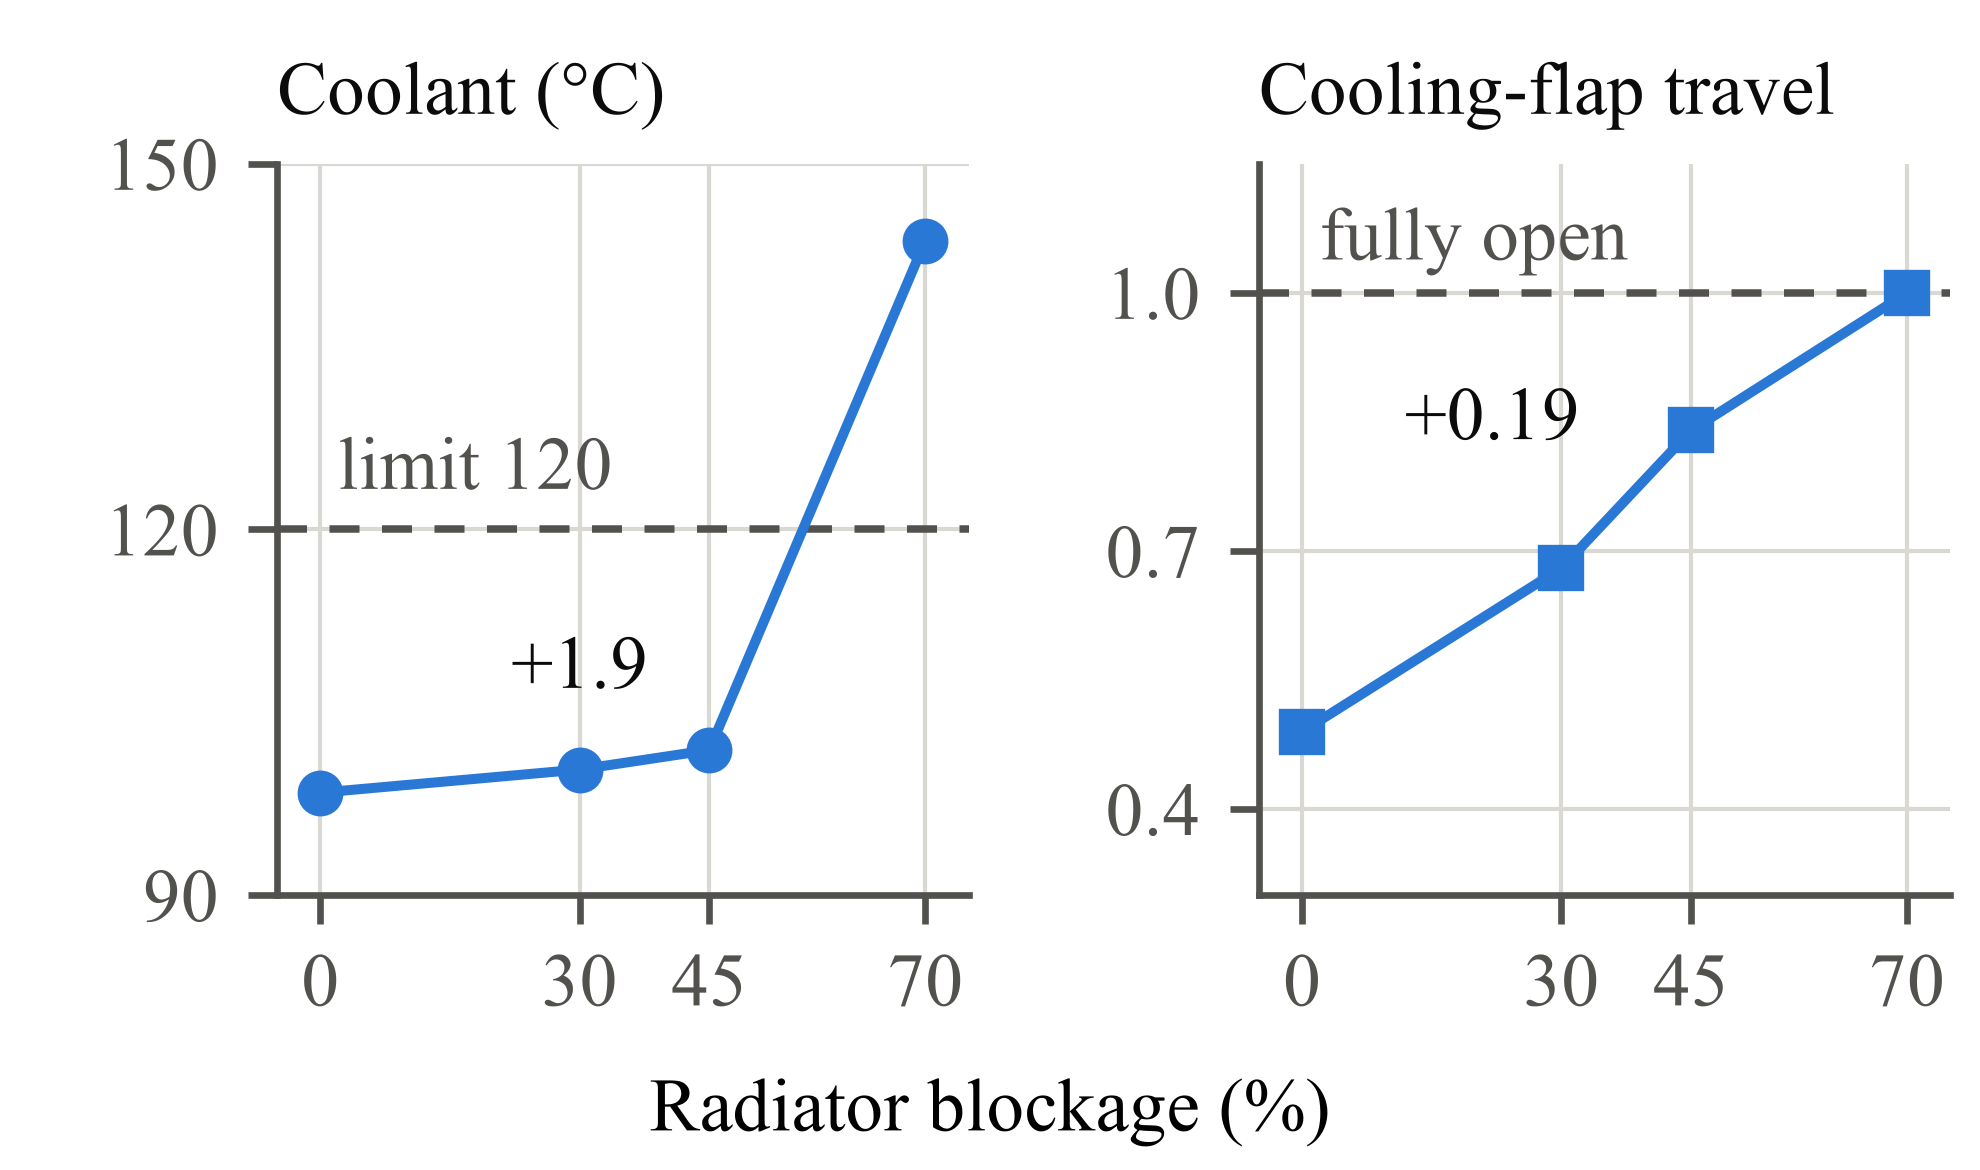 Coolant (°C)
150
120
90
limit 120
+1.9
0 30 45 70
Cooling-flap travel
1.0
0.7
0.4
fully open
+0.19
0 30 45 70
Radiator blockage (%)